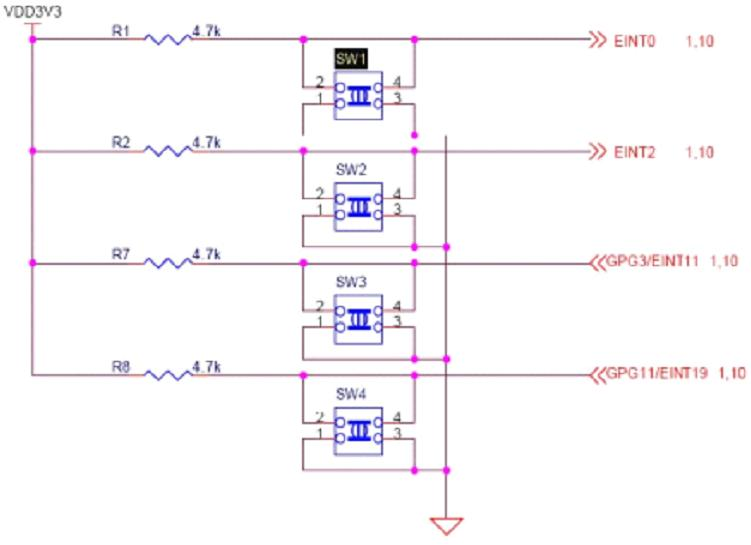 VDD3V3
R1 4.7k
EINT0 1,10
SW1
2 4
1 3
R2 4.7k
EINT2 1,10
SW2
2 4
1 3
R7 4.7k
GPG3/EINT11 1,10
SW3
2 4
1 3
R8 4.7k
GPG11/EINT19 1,10
SW4
2 4
1 3